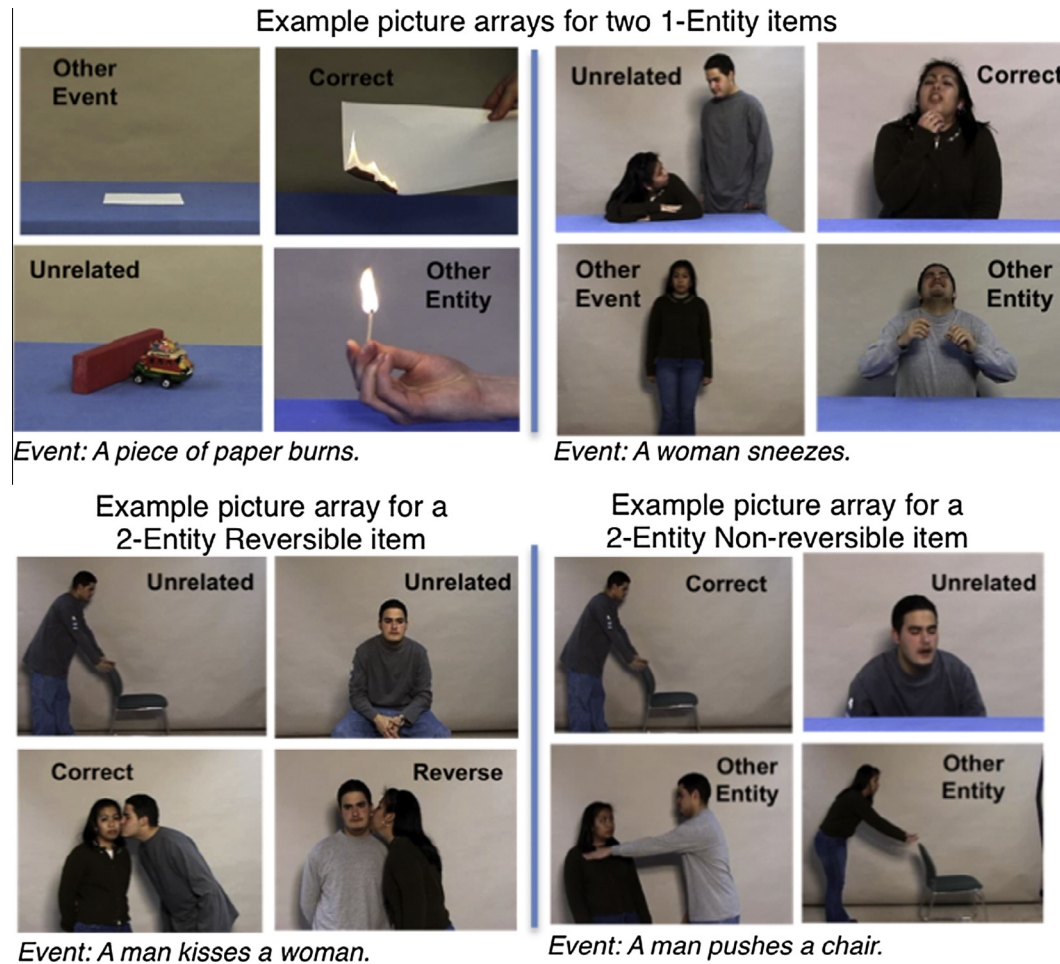 Example picture arrays for two 1-Entity items
Other
Event
Correct
Unrelated
Other
Entity
Event: A piece of paper burns.
Unrelated
Correct
Other
Event
Other
Entity
Event: A woman sneezes.
Example picture array for a
2-Entity Reversible item
Unrelated
Unrelated
Correct
Reverse
Event: A man kisses a woman.
Example picture array for a
2-Entity Non-reversible item
Correct
Unrelated
Other
Entity
Other
Entity
Event: A man pushes a chair.